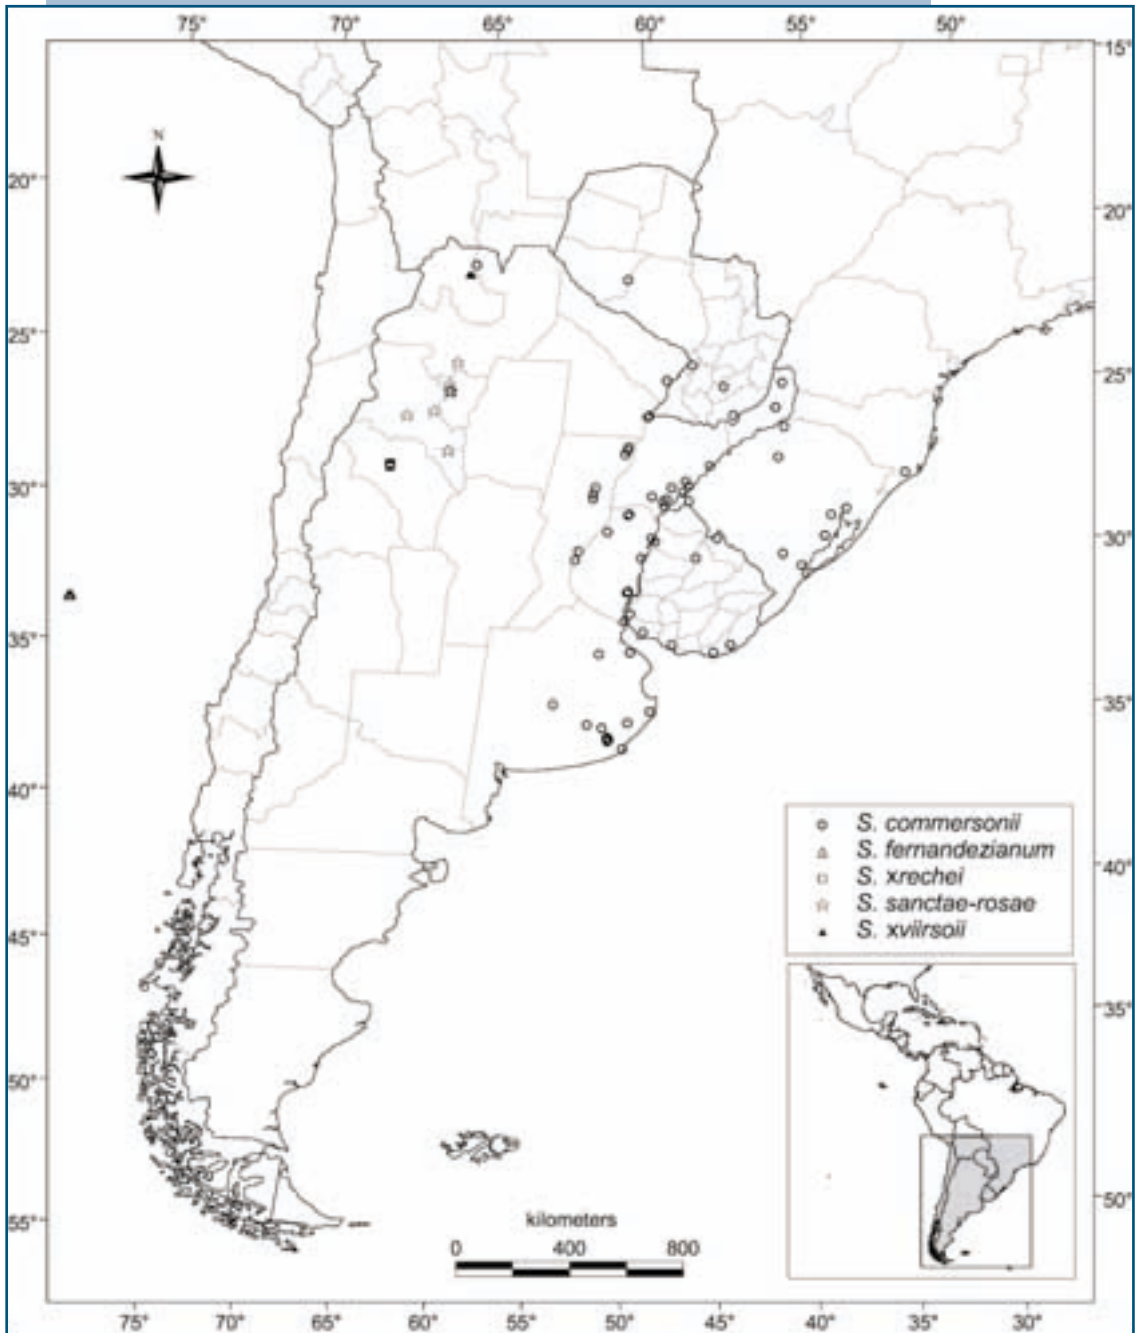 75° 70° 65° 60° 55° 50°
15°
N
20°
20°
25°
25°
30°
30°
35°
35°
40°
S. commersonii
S. fernandezianum
S. xrechei
S. sanctae-rosae
S. xviirsoii
40°
45°
35°
50°
kilometers
0 400 800
50°
55°
75° 70° 65° 60° 55° 50° 45° 40° 35° 30°